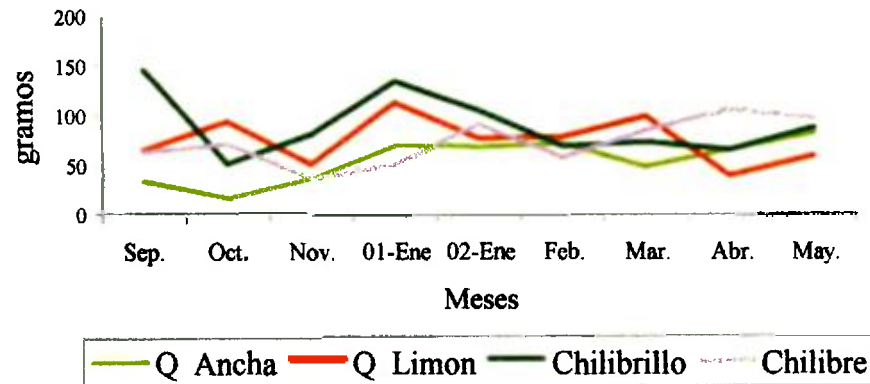 200
150
100
50
0
gramos
Sep. Oct. Nov. 01-Ene 02-Ene Feb. Mar. Abr. May.
Meses
Q Ancha Q Limon Chilibrillo Chilibre